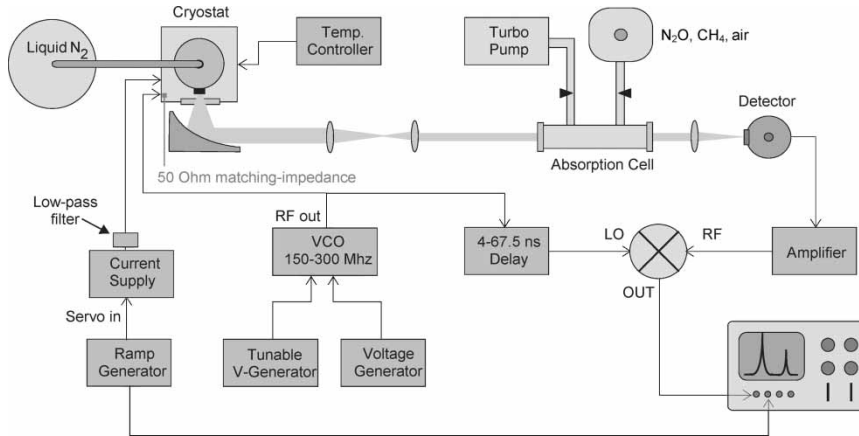 Cryostat
Liquid N2
Temp.
Controller
Turbo
Pump
N2O, CH4, air
Detector
Absorption Cell
50 Ohm matching-impedance
Low-pass
filter
RF out
VCO
150-300 Mhz
4-67.5 ns
Delay
LO
RF
Amplifier
Current
Supply
OUT
Servo in
Ramp
Generator
Tunable
V-Generator
Voltage
Generator